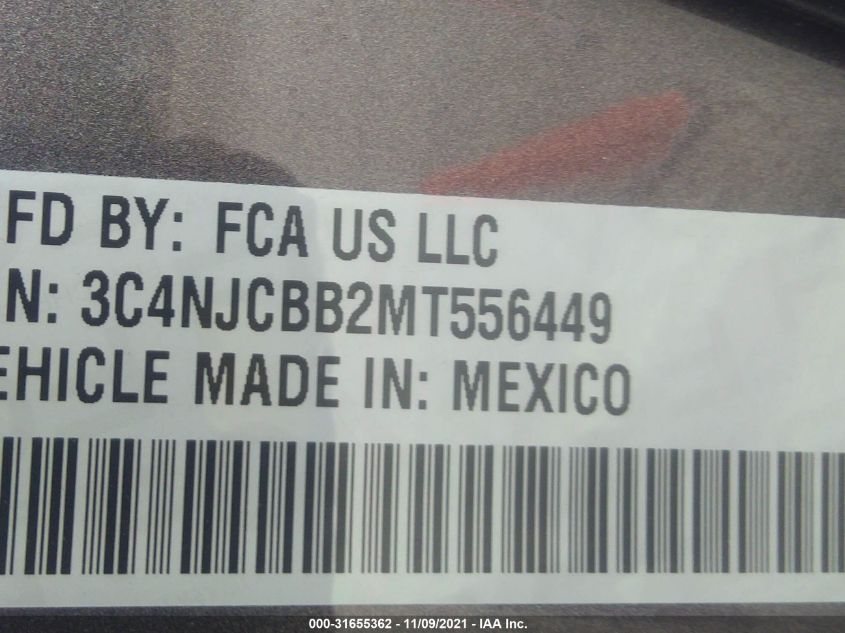 FD BY: FCA US LLC
N: 3C4NJCBB2MT556449
EHICLE MADE IN: MEXICO
000-31655362 - 11/09/2021 - IAA Inc.